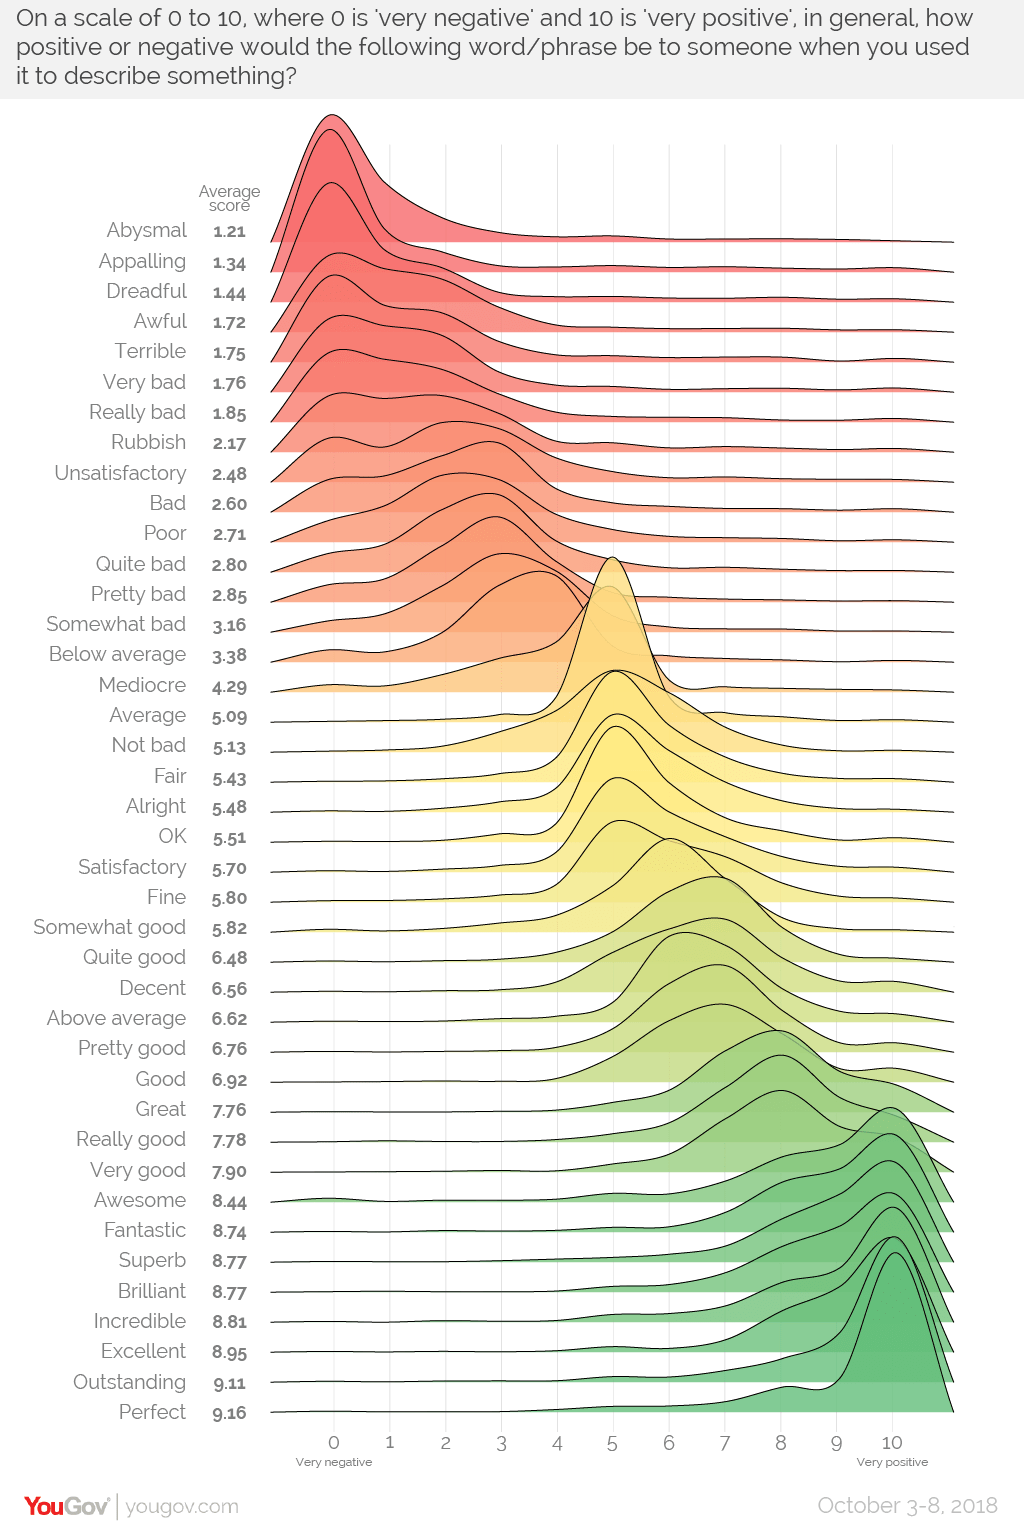 On a scale of 0 to 10, where 0 is 'very negative' and 10 is 'very positive', in general, how
positive or negative would the following word/phrase be to someone when you used
it to describe something?
Average
score
Abysmal 1.21
Appalling 1.34
Dreadful 1.44
Awful 1.72
Terrible 1.75
Very bad 1.76
Really bad 1.85
Rubbish 2.17
Unsatisfactory 2.48
Bad 2.60
Poor 2.71
Quite bad 2.80
Pretty bad 2.85
Somewhat bad 3.16
Below average 3.38
Mediocre 4.29
Average 5.09
Not bad 5.13
Fair 5.43
Alright 5.48
OK 5.51
Satisfactory 5.70
Fine 5.80
Somewhat good 5.82
Quite good 6.48
Decent 6.56
Above average 6.62
Pretty good 6.76
Good 6.92
Great 7.76
Really good 7.78
Very good 7.90
Awesome 8.44
Fantastic 8.74
Superb 8.77
Brilliant 8.77
Incredible 8.81
Excellent 8.95
Outstanding 9.11
Perfect 9.16
0 1 2 3 4 5 6 7 8 9 10
Very negative Very positive
YouGov | yougov.com October 3-8, 2018